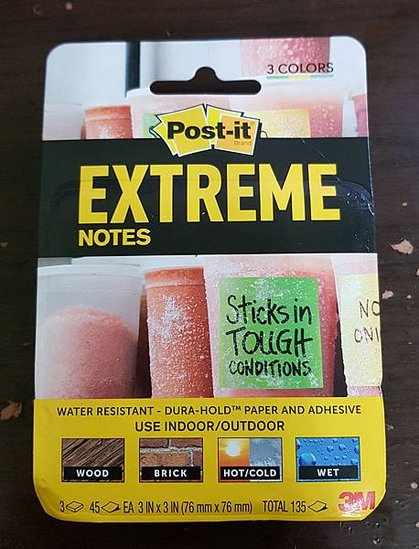 3 COLORS
Post-it
Brand
EXTREME
NOTES
Sticks in
TOUGH
CONDITIONS
NO
ONI
WATER RESISTANT - DURA-HOLD™ PAPER AND ADHESIVE
USE INDOOR/OUTDOOR
WOOD
BRICK
HOT/COLD
WET
3 45 EA 3 IN x 3 IN (76 mm x 76 mm) TOTAL 135 3M